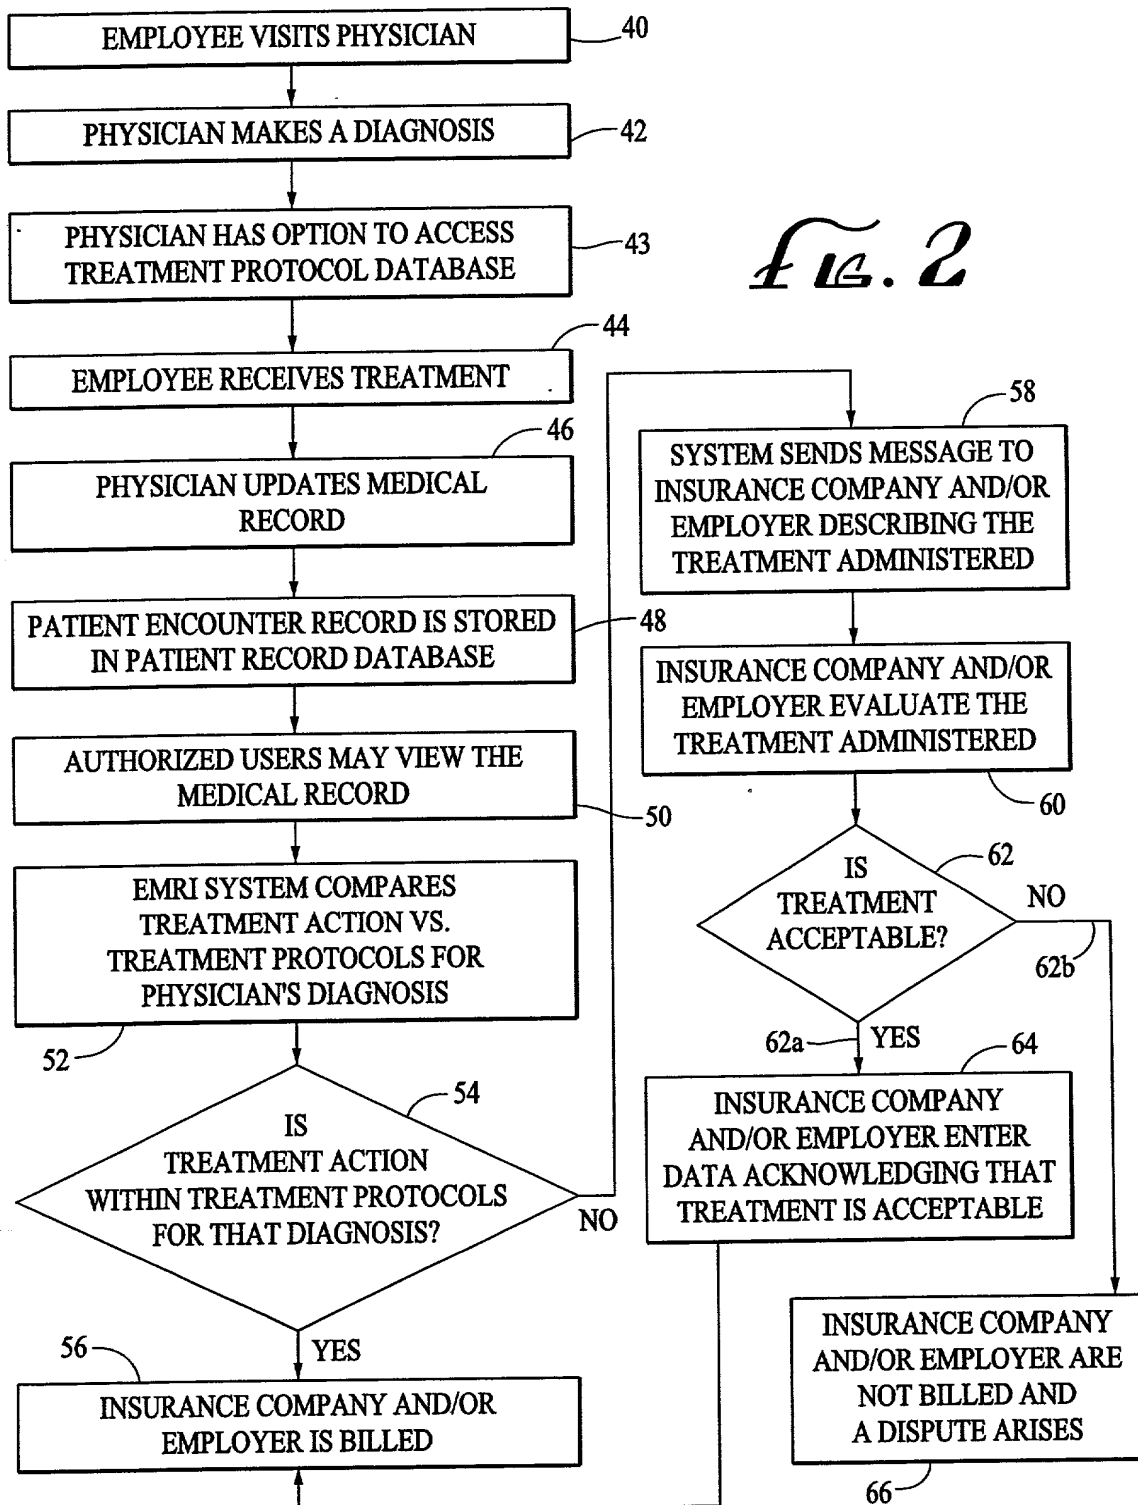 EMPLOYEE VISITS PHYSICIAN
40
PHYSICIAN MAKES A DIAGNOSIS
42
PHYSICIAN HAS OPTION TO ACCESS
TREATMENT PROTOCOL DATABASE
43
FIG. 2
44
EMPLOYEE RECEIVES TREATMENT
46
PHYSICIAN UPDATES MEDICAL
RECORD
PATIENT ENCOUNTER RECORD IS STORED
IN PATIENT RECORD DATABASE
48
AUTHORIZED USERS MAY VIEW THE
MEDICAL RECORD
50
EMRI SYSTEM COMPARES
TREATMENT ACTION VS.
TREATMENT PROTOCOLS FOR
PHYSICIAN'S DIAGNOSIS
52
54
IS
TREATMENT ACTION
WITHIN TREATMENT PROTOCOLS
FOR THAT DIAGNOSIS?
NO
YES
56
INSURANCE COMPANY AND/OR
EMPLOYER IS BILLED
58
SYSTEM SENDS MESSAGE TO
INSURANCE COMPANY AND/OR
EMPLOYER DESCRIBING THE
TREATMENT ADMINISTERED
INSURANCE COMPANY AND/OR
EMPLOYER EVALUATE THE
TREATMENT ADMINISTERED
60
62
IS
TREATMENT
ACCEPTABLE?
NO
62b
62a
YES
64
INSURANCE COMPANY
AND/OR EMPLOYER ENTER
DATA ACKNOWLEDGING THAT
TREATMENT IS ACCEPTABLE
INSURANCE COMPANY
AND/OR EMPLOYER ARE
NOT BILLED AND
A DISPUTE ARISES
66